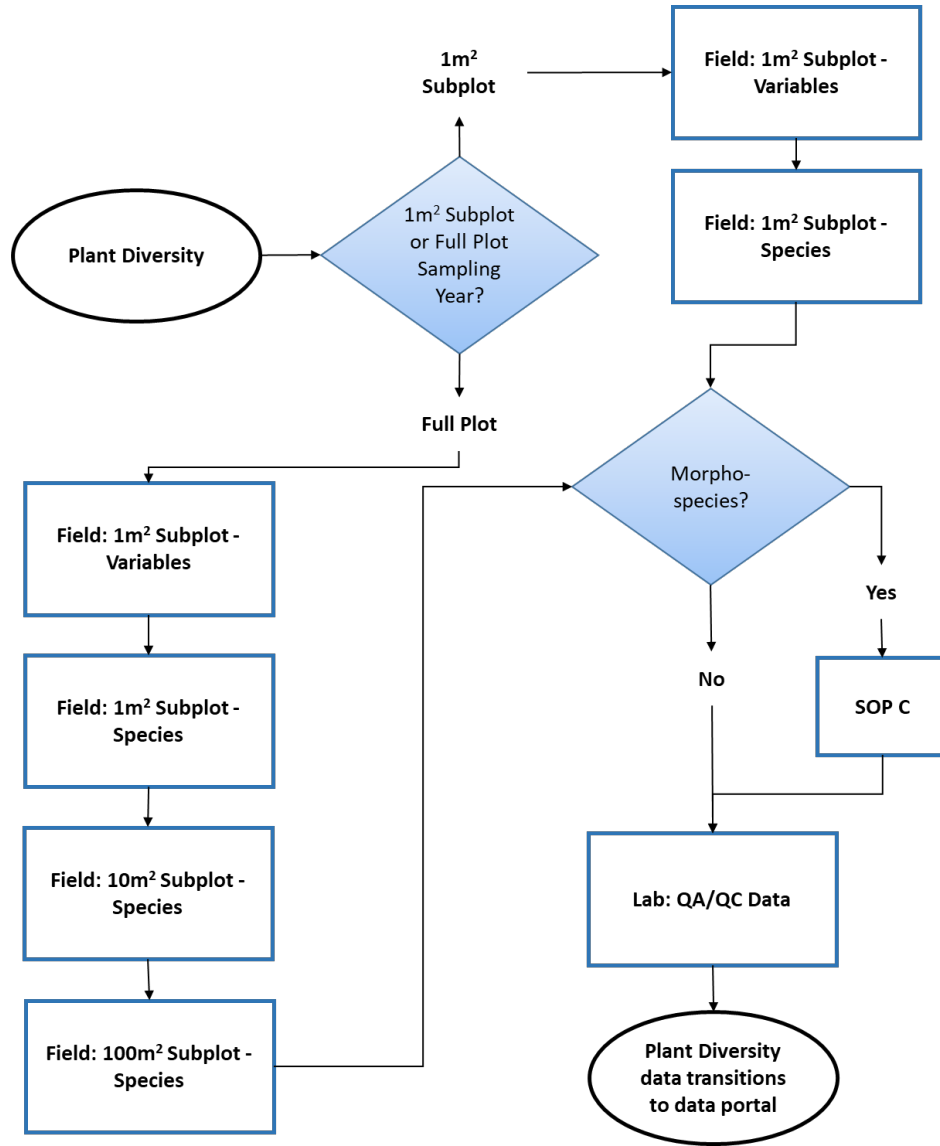 Plant Diversity
1m² Subplot
or Full Plot
Sampling
Year?
1m²
Subplot
Field: 1m² Subplot -
Variables
Field: 1m² Subplot -
Species
Full Plot
Field: 1m² Subplot -
Variables
Field: 1m² Subplot -
Species
Field: 10m² Subplot -
Species
Field: 100m² Subplot -
Species
Morpho-
species?
Yes
No
SOP C
Lab: QA/QC Data
Plant Diversity
data transitions
to data portal